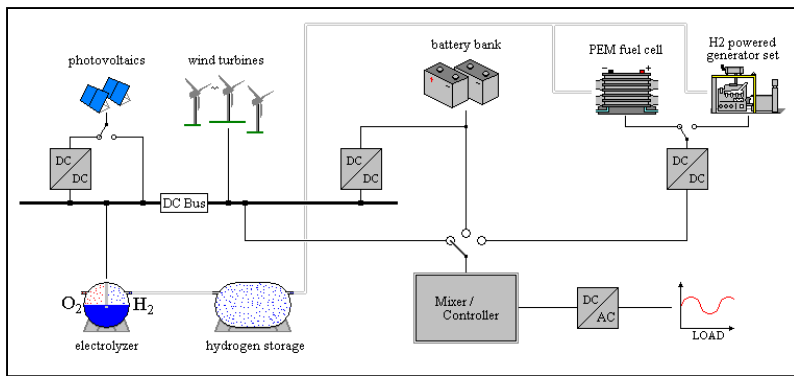 photovoltaics
wind turbines
battery bank
PEM fuel cell
H2 powered
generator set
− +
DC
DC
DC
DC
DC
DC
DC Bus
O2
H2
electrolyzer
hydrogen storage
Mixer /
Controller
DC
AC
LOAD